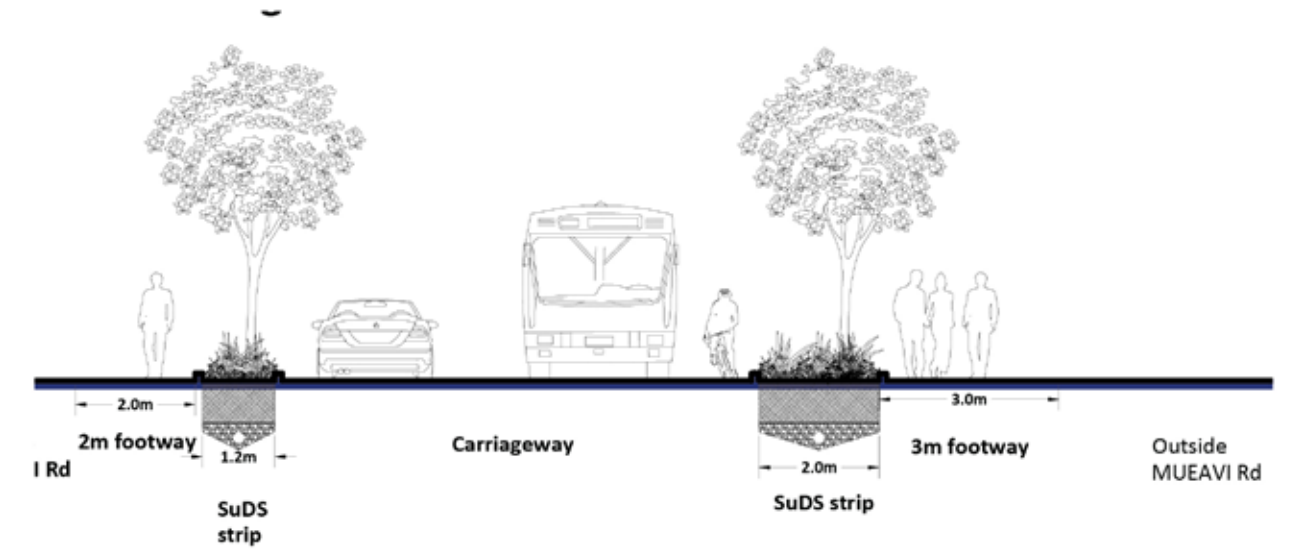 2.0m
2m footway
I Rd
1.2m
SuDS
strip
Carriageway
2.0m
SuDS strip
3.0m
3m footway
Outside
MUEAVI Rd